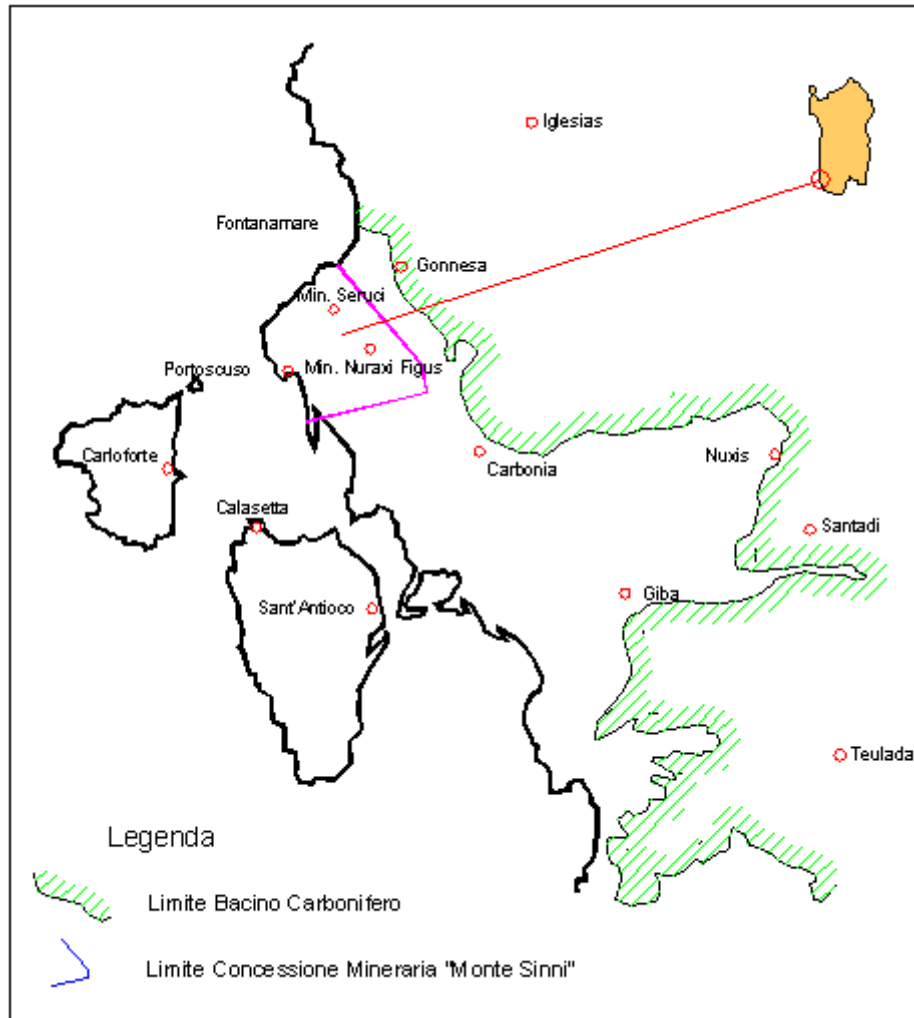 Iglesias
Fontanamare
Gonnesa
Min. Seruci
Portoscuso
Min. Nuraxi Figus
Carloforte
Carbonia
Nuxis
Calasetta
Santadi
Sant'Antioco
Giba
Teulada
Legenda
Limite Bacino Carbonifero
Limite Concessione Mineraria "Monte Sinni"